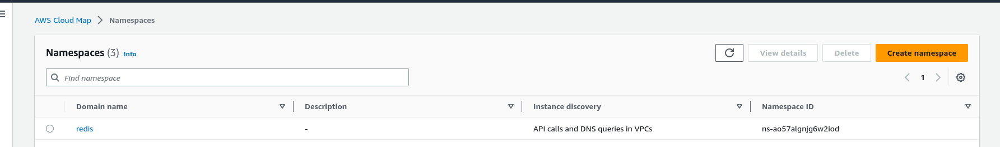 AWS Cloud Map > Namespaces
Namespaces (3) Info
View details
Delete
Create namespace
Find namespace
1
Domain name
Description
Instance discovery
Namespace ID
redis
-
API calls and DNS queries in VPCs
ns-ao57algnjg6w2iod